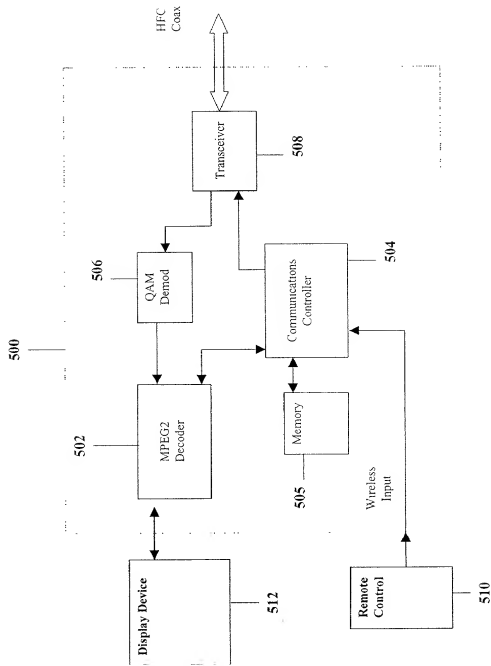 500
HFC
Coax
Transceiver
508
506
QAM
Demod
504
Communications
Controller
502
MPEG2
Decoder
Memory
505
Wireless
Input
Display Device
512
Remote
Control
510